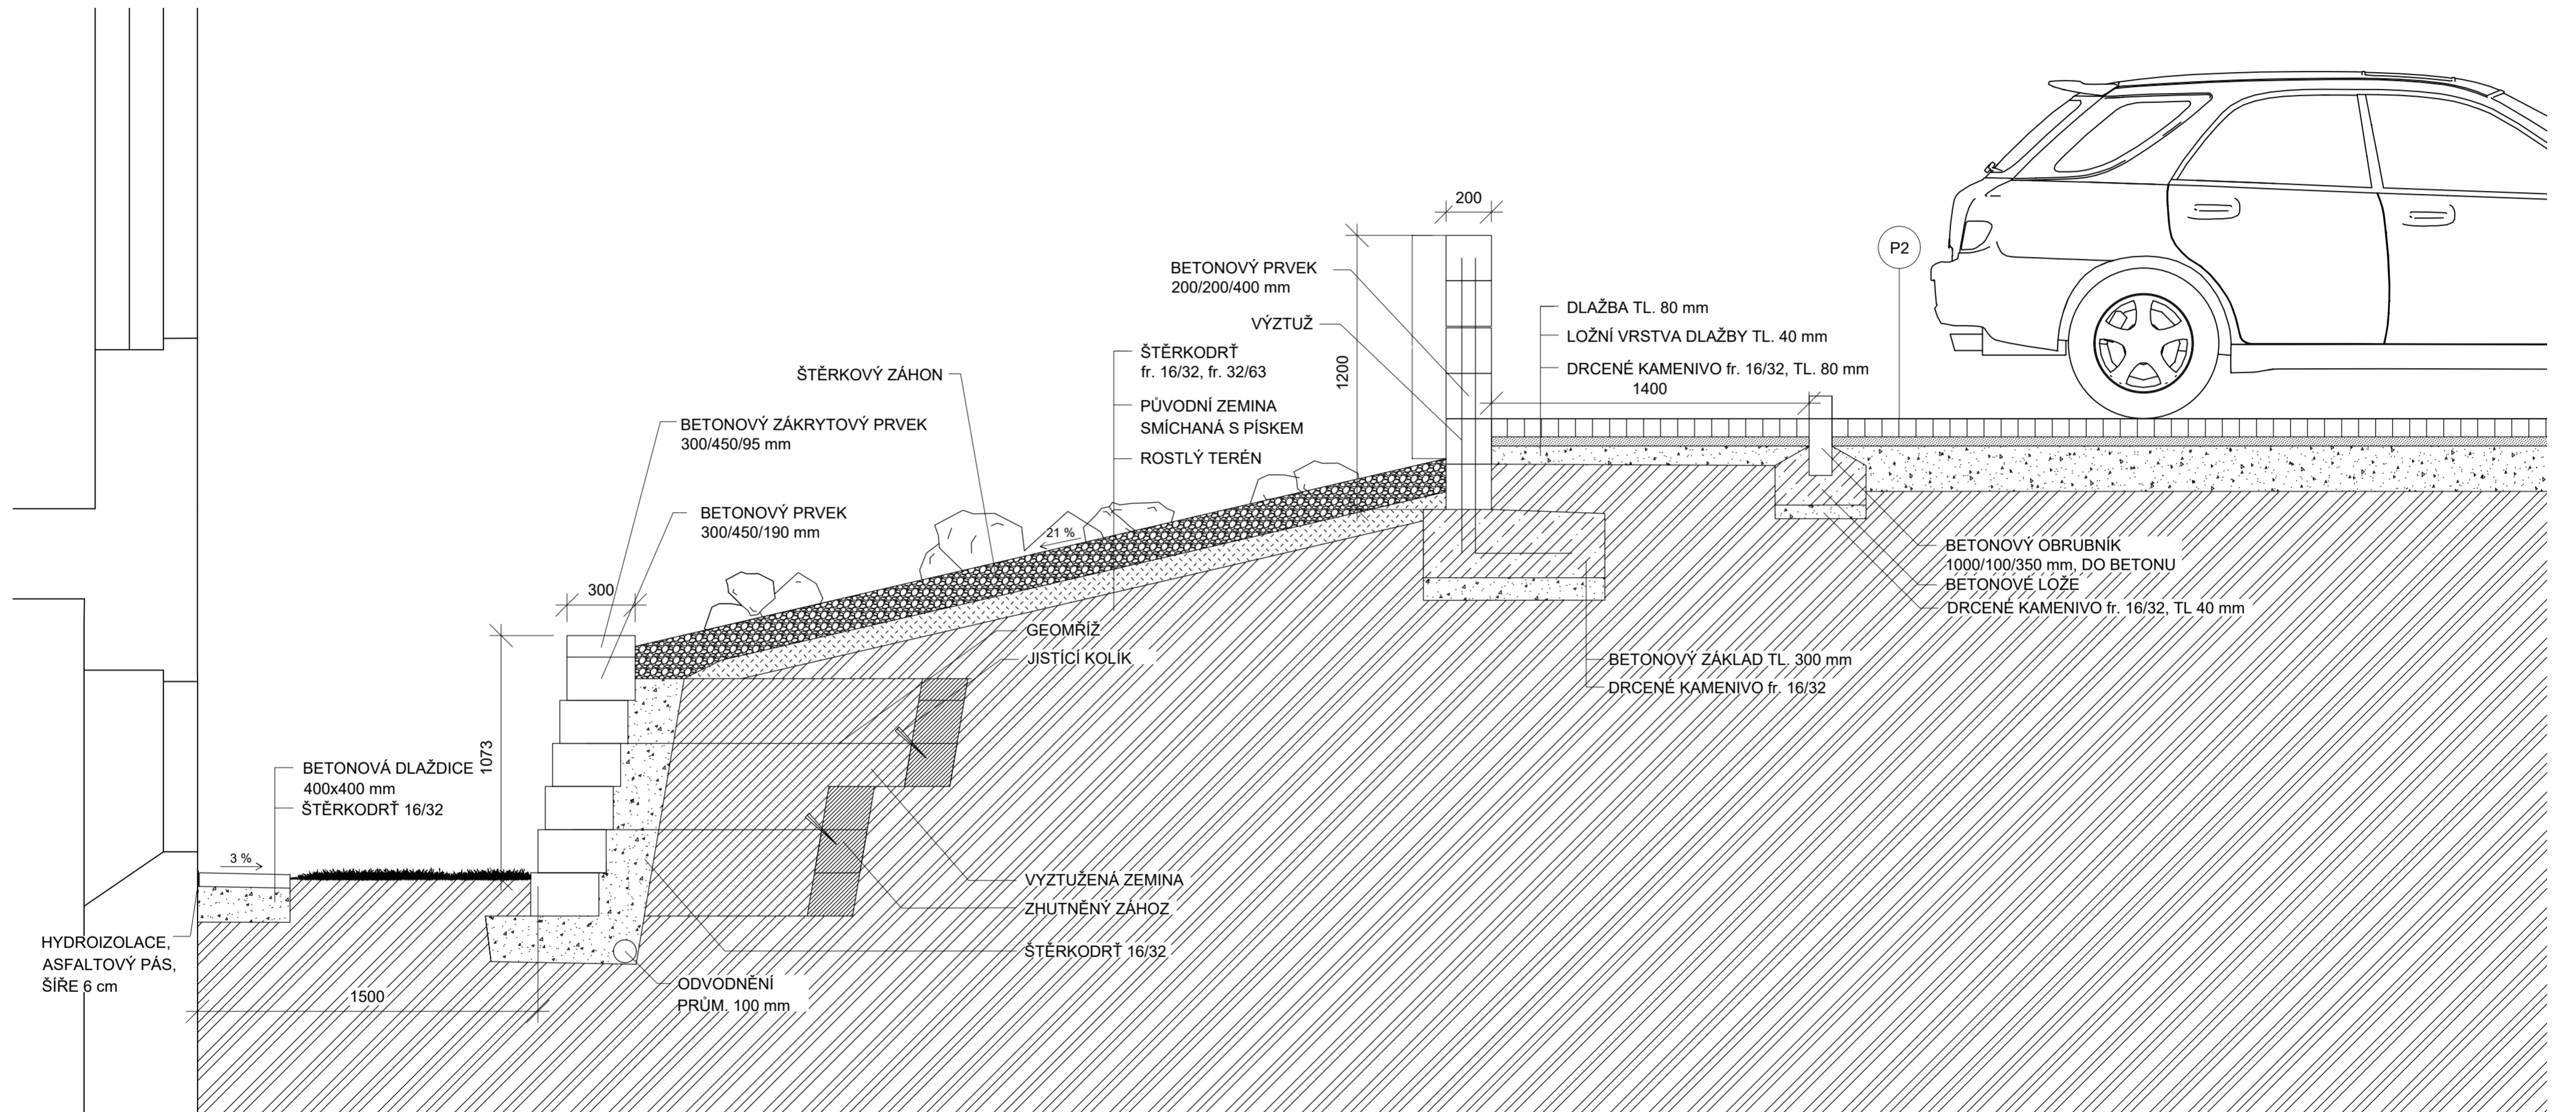 200
P2
BETONOVÝ PRVEK
200/200/400 mm
VÝZTUŽ
1200
DLAŽBA TL. 80 mm
LOŽNÍ VRSTVA DLAŽBY TL. 40 mm
DRCENÉ KAMENIVO fr. 16/32, TL. 80 mm
1400
ŠTĚRKODRŤ
fr. 16/32, fr. 32/63
PŮVODNÍ ZEMINA
SMÍCHANÁ S PÍSKEM
ROSTLÝ TERÉN
ŠTĚRKOVÝ ZÁHON
BETONOVÝ ZÁKRYTOVÝ PRVEK
300/450/95 mm
BETONOVÝ PRVEK
300/450/190 mm
21 %
300
BETONOVÝ OBRUBNÍK
1000/100/350 mm, DO BETONU
BETONOVÉ LOŽE
DRCENÉ KAMENIVO fr. 16/32, TL 40 mm
GEOMŘÍŽ
JISTÍCÍ KOLÍK
BETONOVÝ ZÁKLAD TL. 300 mm
DRCENÉ KAMENIVO fr. 16/32
1073
BETONOVÁ DLAŽDICE
400x400 mm
ŠTĚRKODRŤ 16/32
3 %
VYZTUŽENÁ ZEMINA
ZHUTNĚNÝ ZÁHOZ
ŠTĚRKODRŤ 16/32
HYDROIZOLACE,
ASFALTOVÝ PÁS,
ŠÍŘE 6 cm
1500
ODVODNĚNÍ
PRŮM. 100 mm